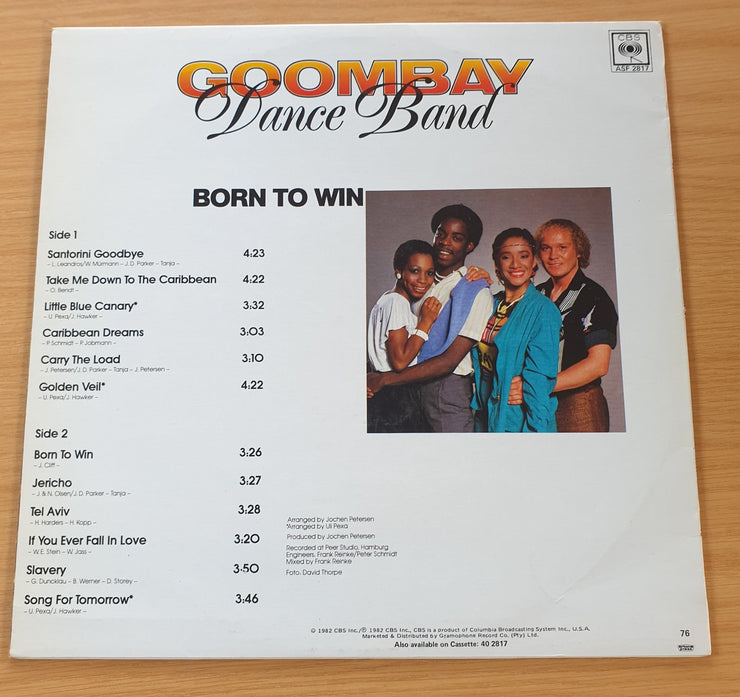 CBS
ASF 2817
GOOMBAY
Dance Band
BORN TO WIN
Side 1
Santorini Goodbye 4:23
– L. Leandros/W. Mürmann – J. D. Parker – Tanja –
Take Me Down To The Caribbean 4:22
– O. Bendt –
Little Blue Canary* 3:32
– U. Pexa/J. Hawker –
Caribbean Dreams 3:03
– P. Schmidt – P. Jobmann –
Carry The Load 3:10
– J. Petersen/J. D. Parker – Tanja – J. Petersen –
Golden Veil* 4:22
– U. Pexa/J. Hawker –
Side 2
Born To Win 3:26
– J. Cliff –
Jericho 3:27
– J. & N. Olsen/J. D. Parker – Tanja –
Tel Aviv 3:28
– H. Harders – H. Kopp –
If You Ever Fall In Love 3:20
– W. E. Stein – W. Jass –
Slavery 3:50
– G. Duncklau – B. Werner – D. Storey –
Song For Tomorrow* 3:46
– U. Pexa/J. Hawker –
Arranged by Jochen Petersen
*Arranged by Uli Pexa
Produced by Jochen Petersen
Recorded at Peer Studio, Hamburg
Engineers: Frank Reinke/Peter Schmidt
Mixed by Frank Reinke
Foto: David Thorpe
© 1982 CBS Inc./℗ 1982 CBS Inc., CBS is a product of Columbia Broadcasting System Inc., U.S.A.
Marketed & Distributed by Gramophone Record Co. (Pty) Ltd.
Also available on Cassette: 40 2817
76